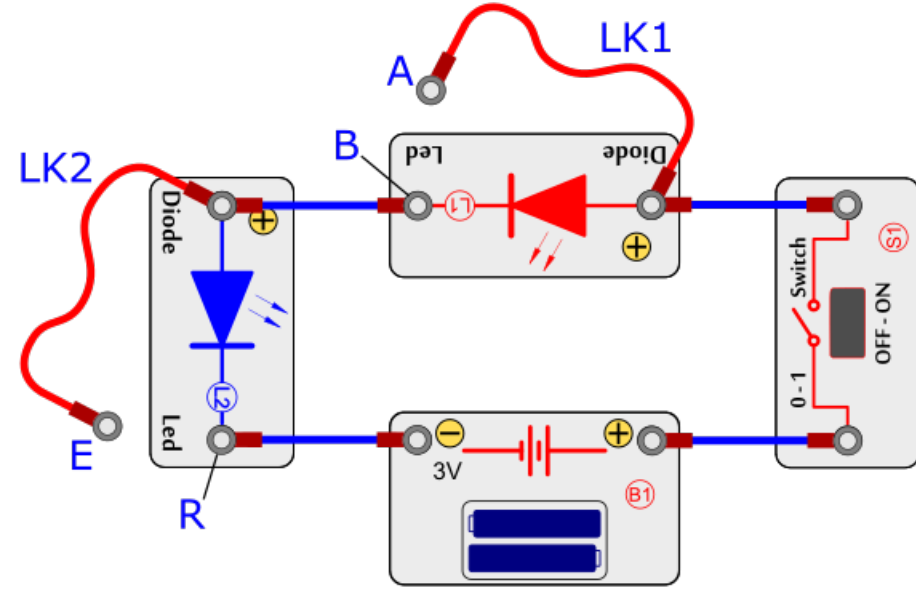 LK1
A
B
Led
Diode
LK2
L1
+
+
Diode
S1
Switch
OFF - ON
0 - 1
L2
Led
E
R
−
+
3V
B1